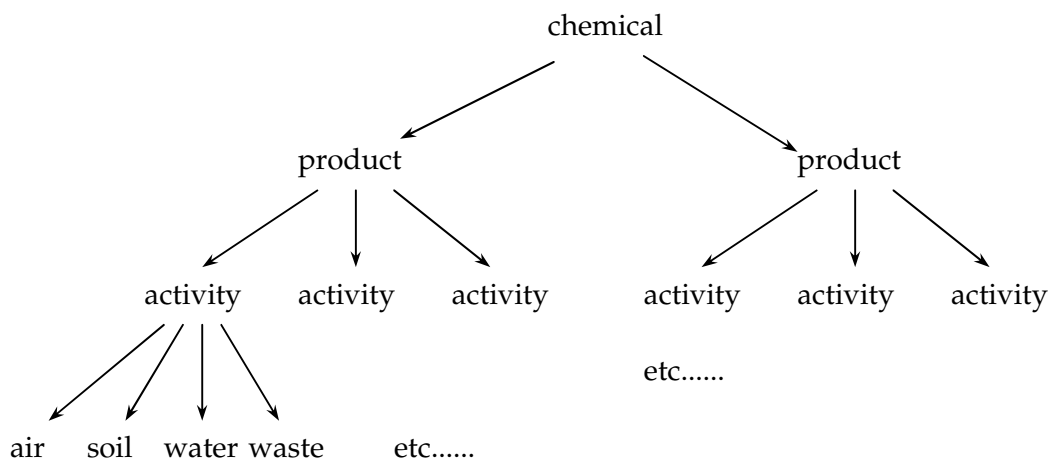 chemical
product product
activity activity activity activity activity activity
etc......
air soil water waste etc......